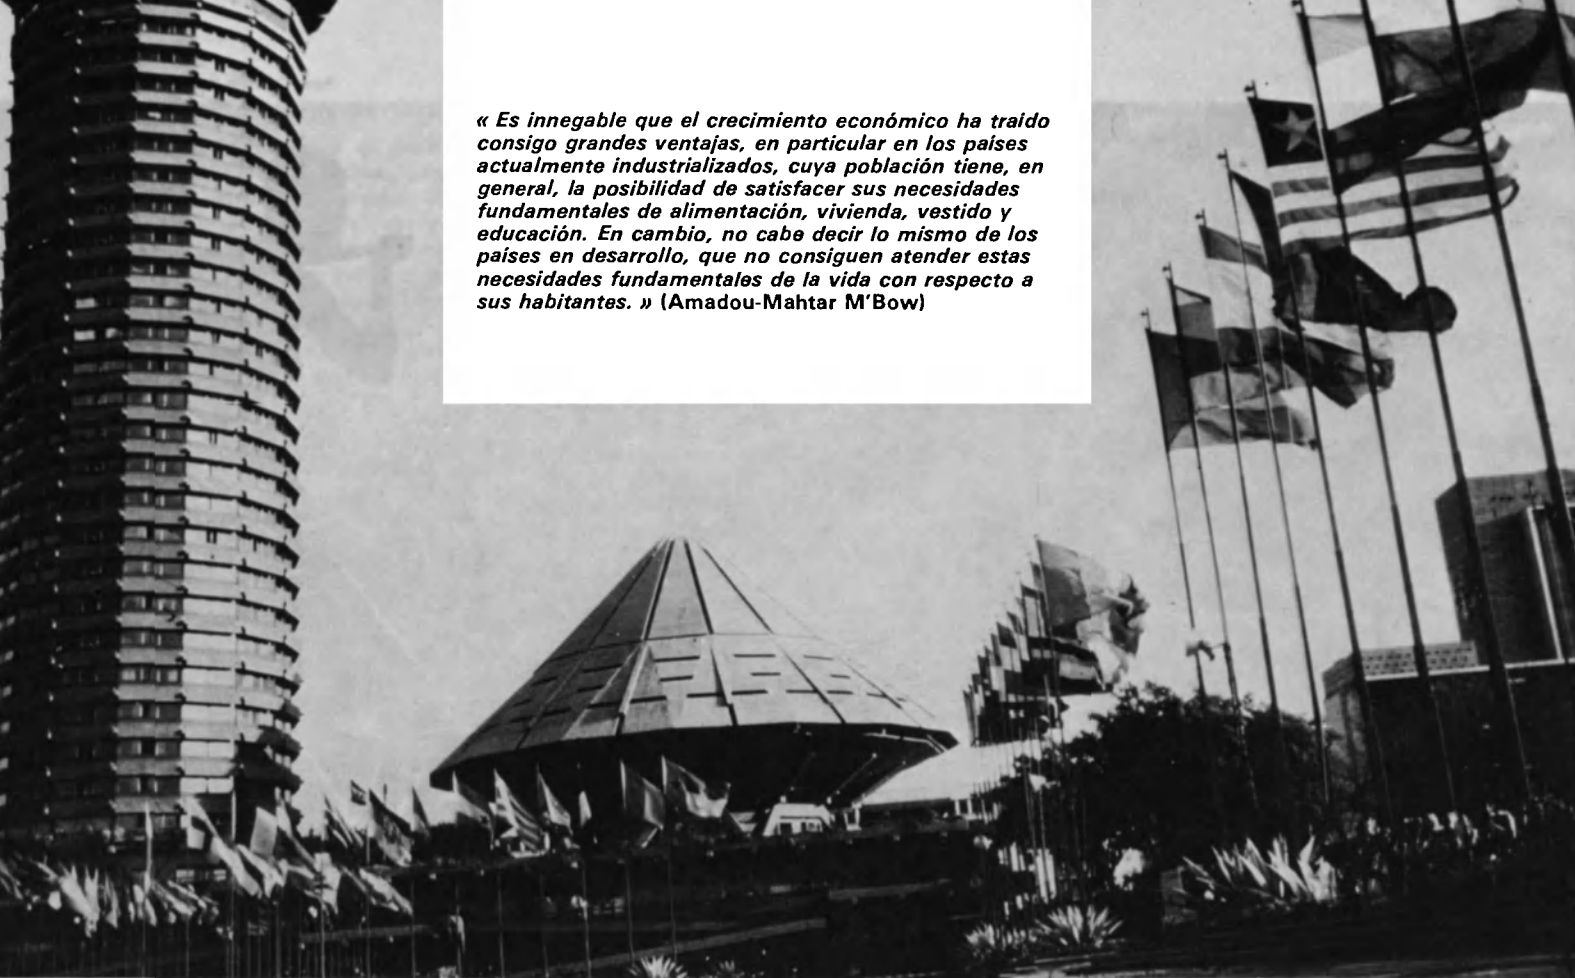 « Es innegable que el crecimiento económico ha traído
consigo grandes ventajas, en particular en los países
actualmente industrializados, cuya población tiene, en
general, la posibilidad de satisfacer sus necesidades
fundamentales de alimentación, vivienda, vestido y
educación. En cambio, no cabe decir lo mismo de los
países en desarrollo, que no consiguen atender estas
necesidades fundamentales de la vida con respecto a
sus habitantes. » (Amadou-Mahtar M'Bow)